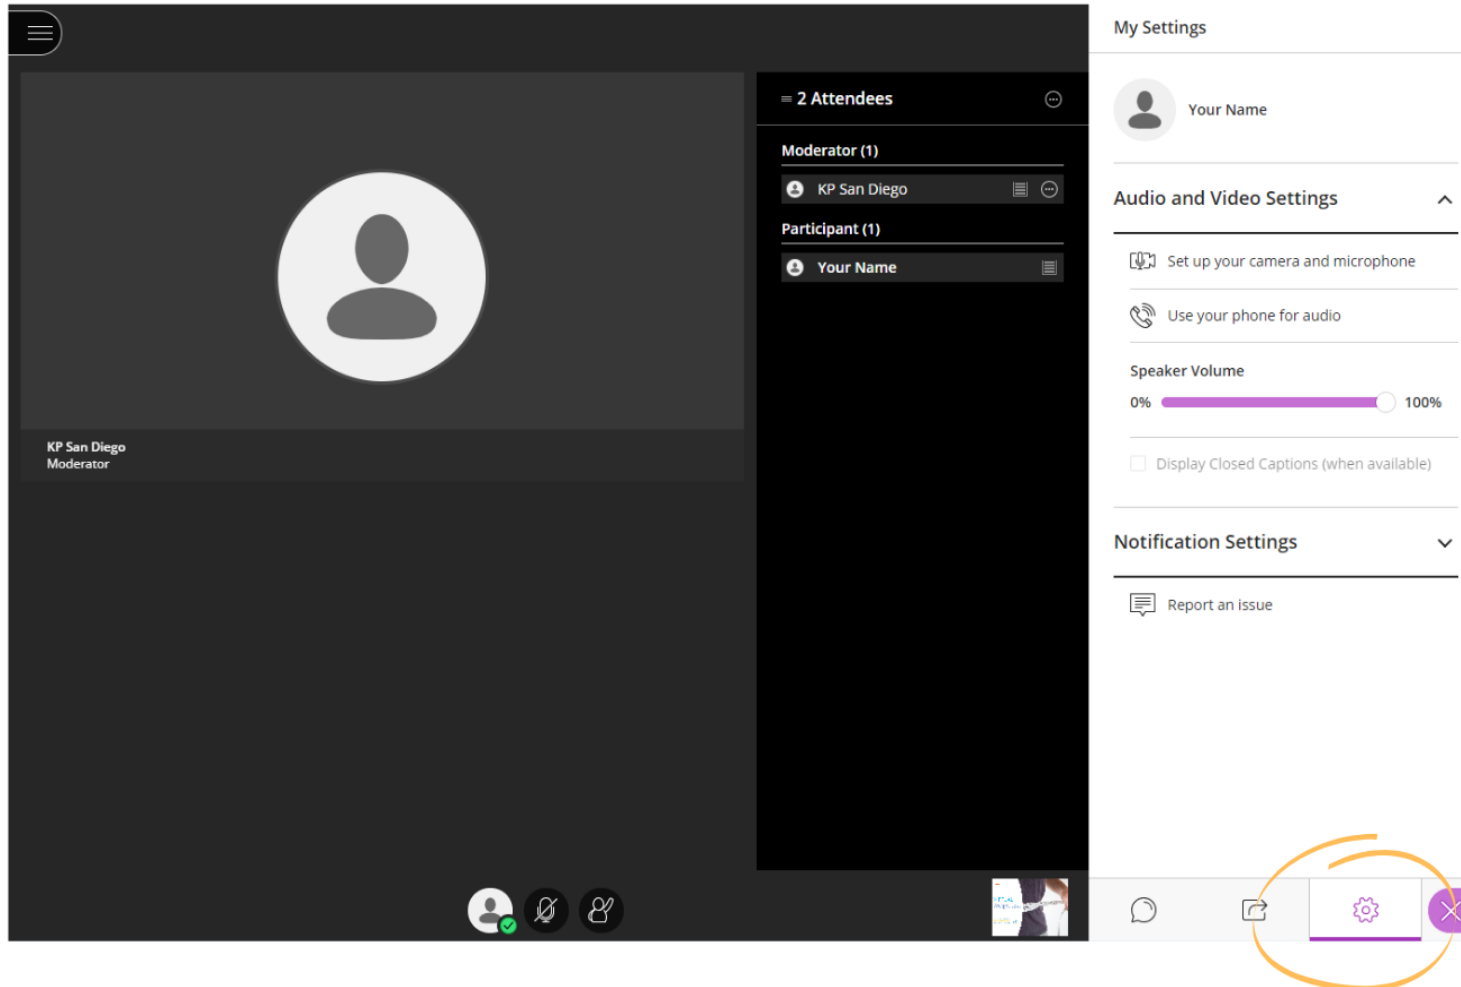 2 Attendees
Moderator (1)
KP San Diego
Participant (1)
Your Name
KP San Diego
Moderator
My Settings
Your Name
Audio and Video Settings
Set up your camera and microphone
Use your phone for audio
Speaker Volume
0% 100%
Display Closed Captions (when available)
Notification Settings
Report an issue